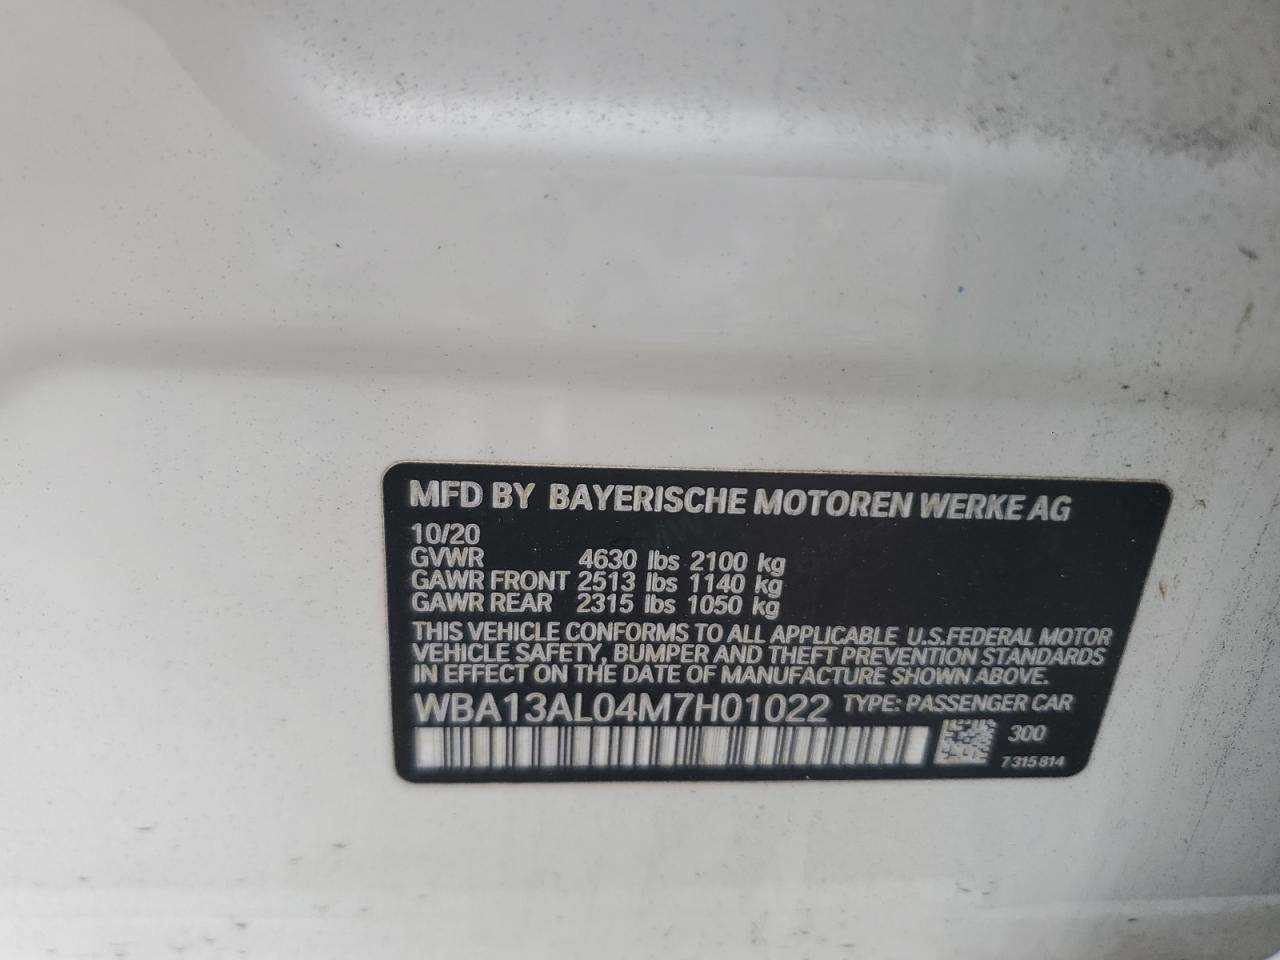 MFD BY BAYERISCHE MOTOREN WERKE AG
10/20
GVWR 4630 lbs 2100 kg
GAWR FRONT 2513 lbs 1140 kg
GAWR REAR 2315 lbs 1050 kg
THIS VEHICLE CONFORMS TO ALL APPLICABLE U.S.FEDERAL MOTOR
VEHICLE SAFETY, BUMPER AND THEFT PREVENTION STANDARDS
IN EFFECT ON THE DATE OF MANUFACTURE SHOWN ABOVE.
WBA13AL04M7H01022 TYPE: PASSENGER CAR
300
7 315 814